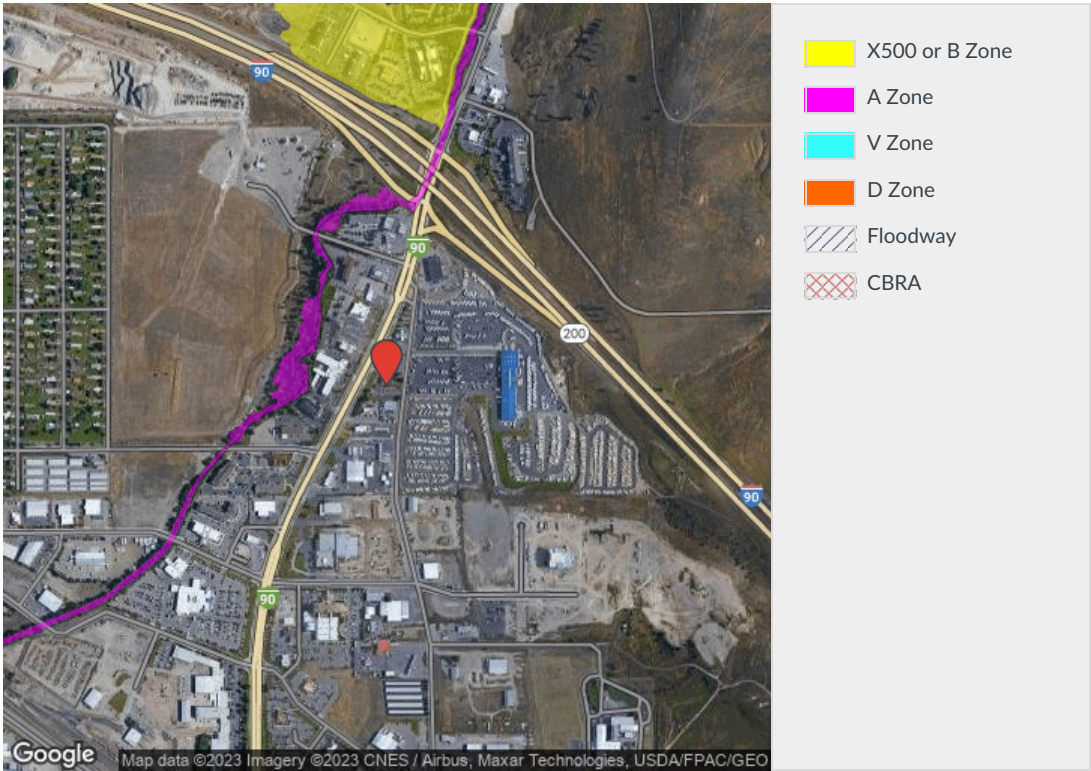 90
90
200
90
90
Google
Map data ©2023 Imagery ©2023 CNES / Airbus, Maxar Technologies, USDA/FPAC/GEO
X500 or B Zone
A Zone
V Zone
D Zone
Floodway
CBRA